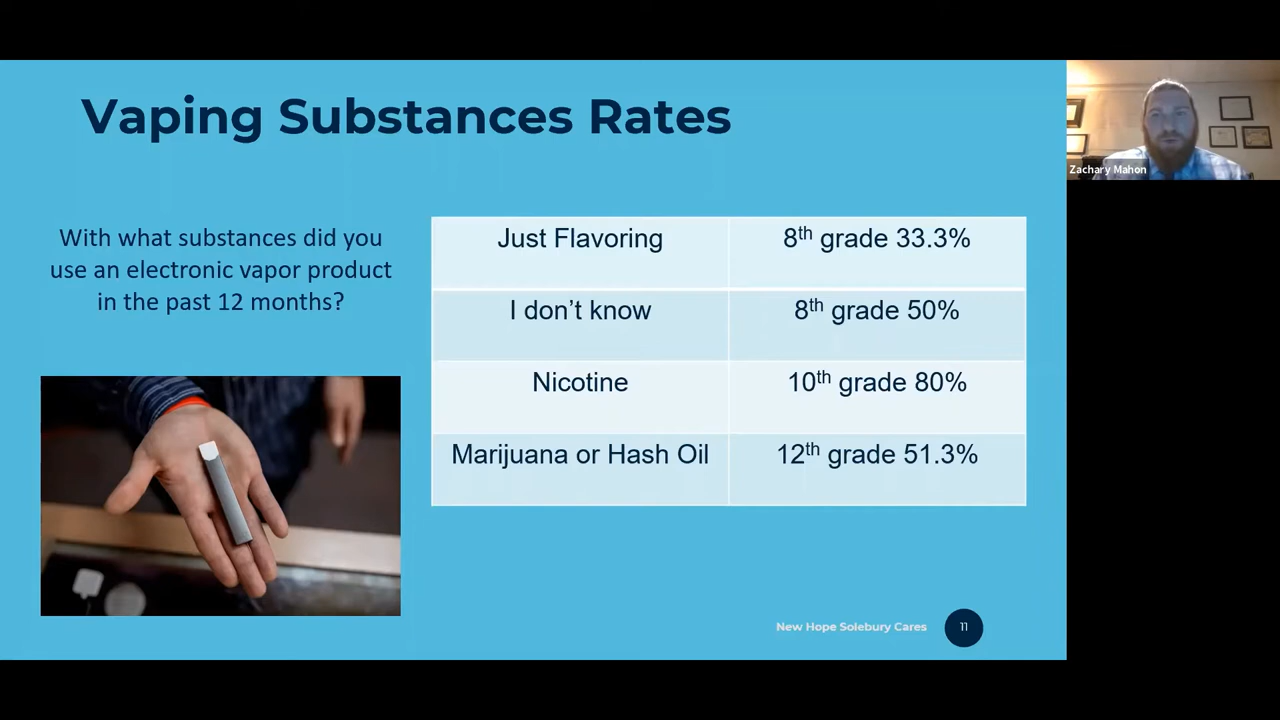 Vaping Substances Rates
Zachary Mahon
With what substances did you
use an electronic vapor product
in the past 12 months?
Just Flavoring 8th grade 33.3%
I don’t know 8th grade 50%
Nicotine 10th grade 80%
Marijuana or Hash Oil 12th grade 51.3%
New Hope Solebury Cares 11